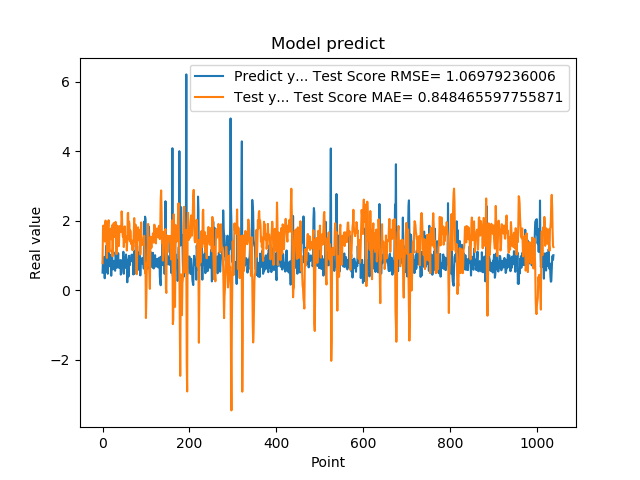 Model predict
Predict y... Test Score RMSE= 1.06979236006
Test y... Test Score MAE= 0.848465597755871
Real value
6
4
2
0
−2
0 200 400 600 800 1000
Point